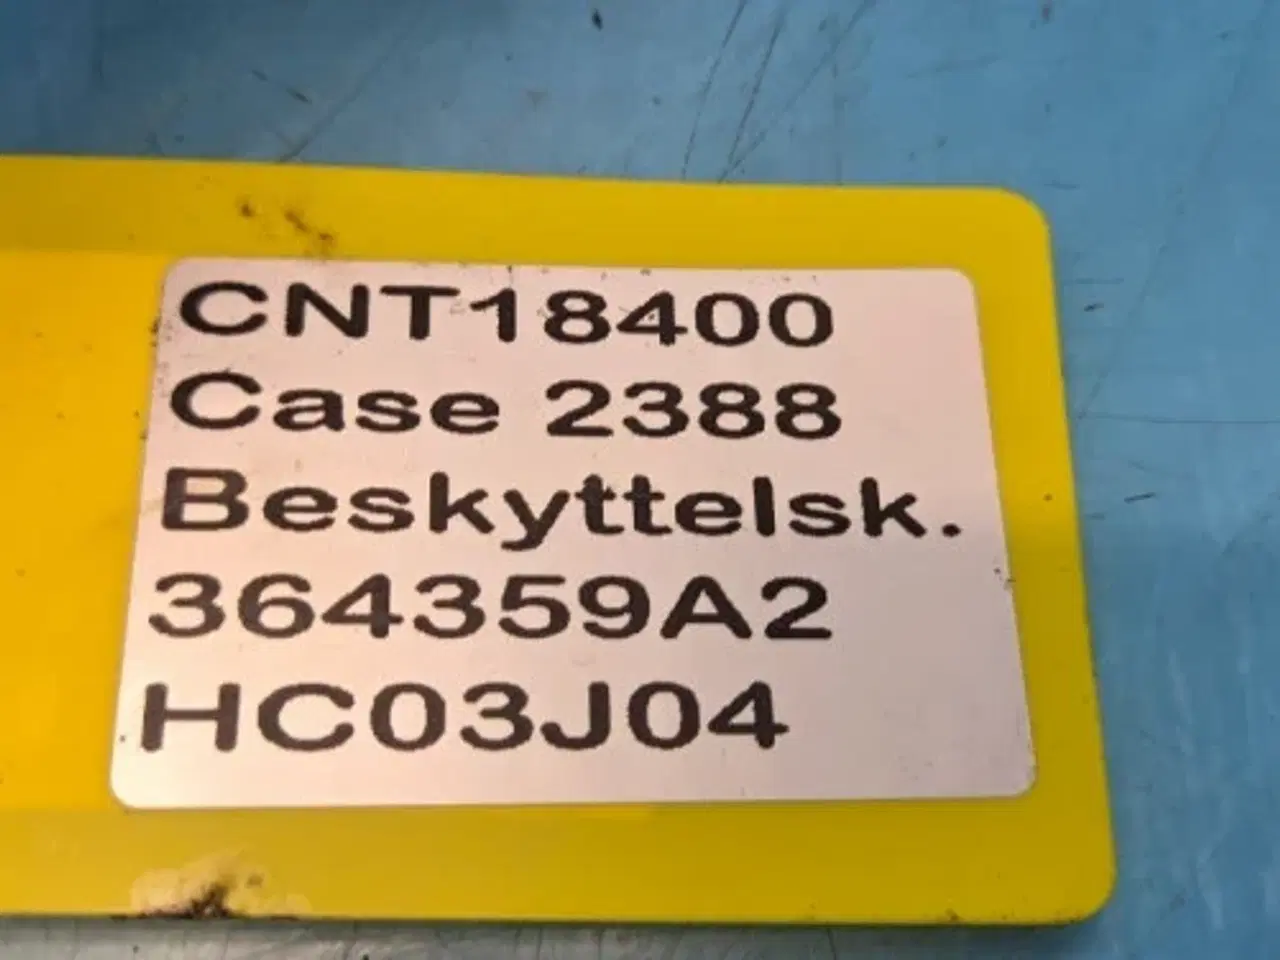 CNT18400
Case 2388
Beskyttelsk.
364359A2
HC03J04